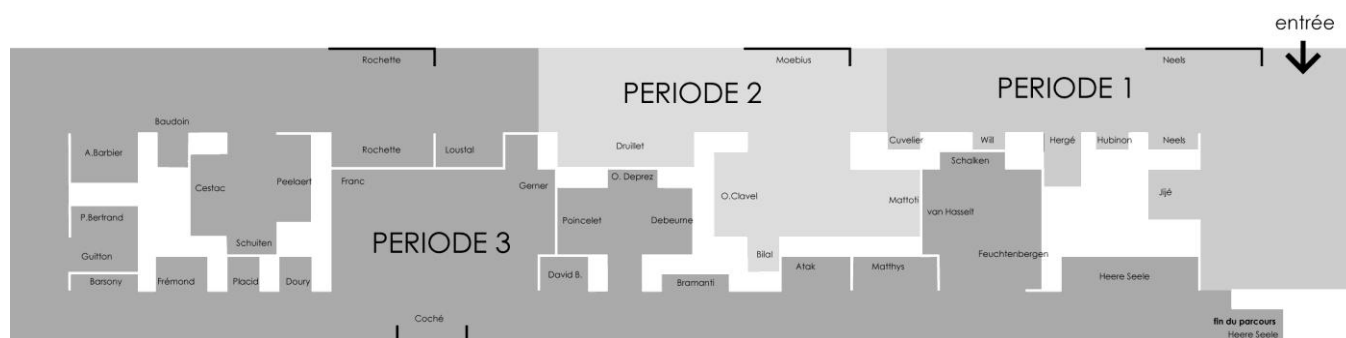 entrée
Rochette
Moebius
Neels
PERIODE 2
PERIODE 1
Baudoin
A.Barbier
Rochette
Loustal
Druillet
Cuvelier
Will
Hergé
Hubinon
Neels
Schalken
Cestac
Peelaert
Franc
Gerner
O. Deprez
O.Clavel
Mattoti
van Hasselt
Jijé
P.Bertrand
Poincelet
Debeurne
Schuiten
PERIODE 3
Guitton
Bilal
Feuchtenbergen
Barsony
Frémond
Placid
Doury
David B.
Bramanti
Atak
Matthys
Heere Seele
Coché
fin du parcours
Heere Seele